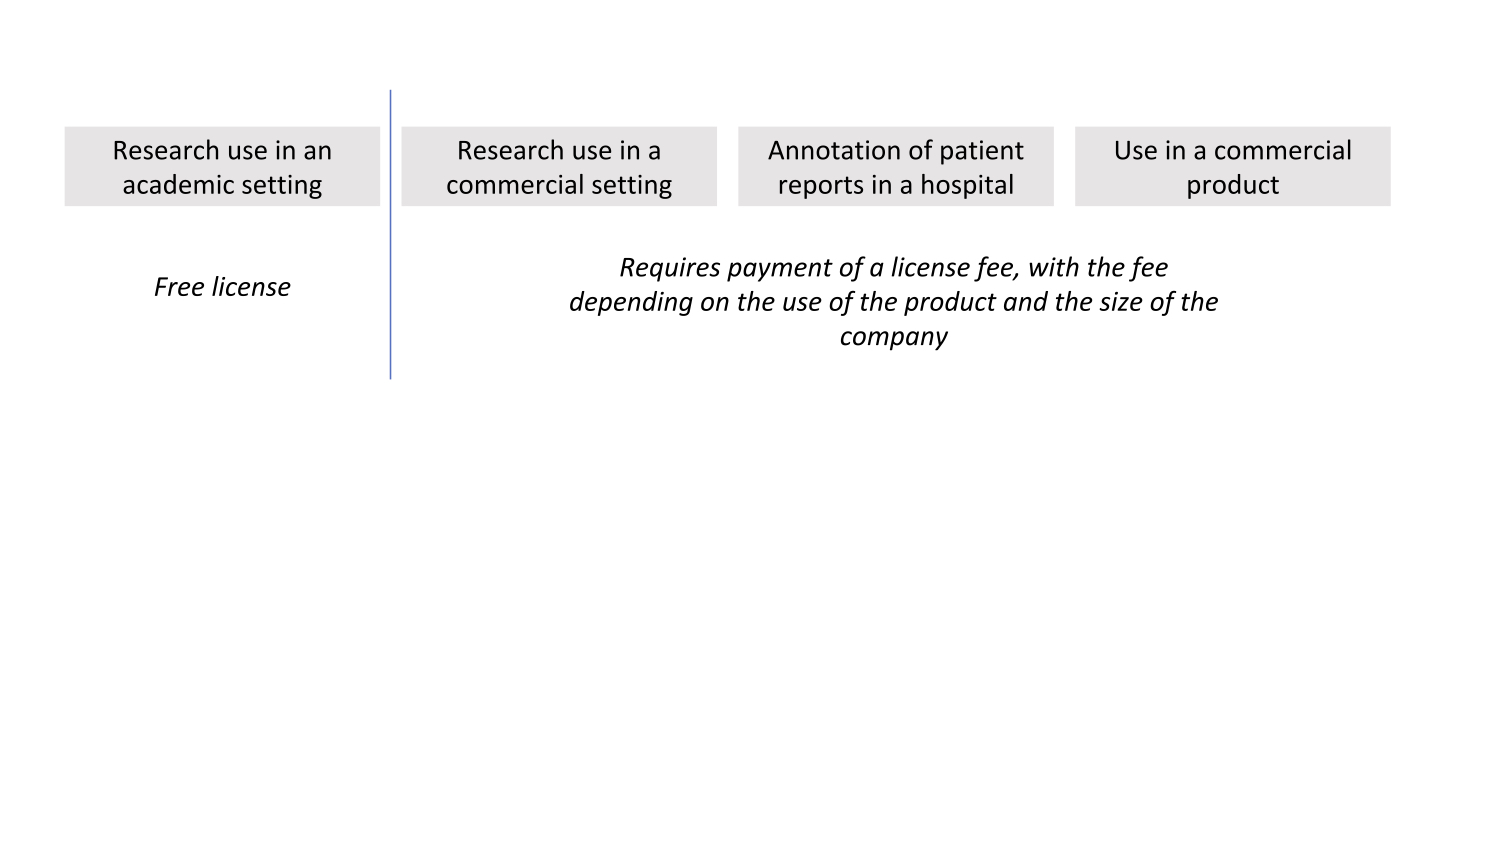 Research use in an
academic setting
Research use in a
commercial setting
Annotation of patient
reports in a hospital
Use in a commercial
product
Free license
Requires payment of a license fee, with the fee
depending on the use of the product and the size of the
company